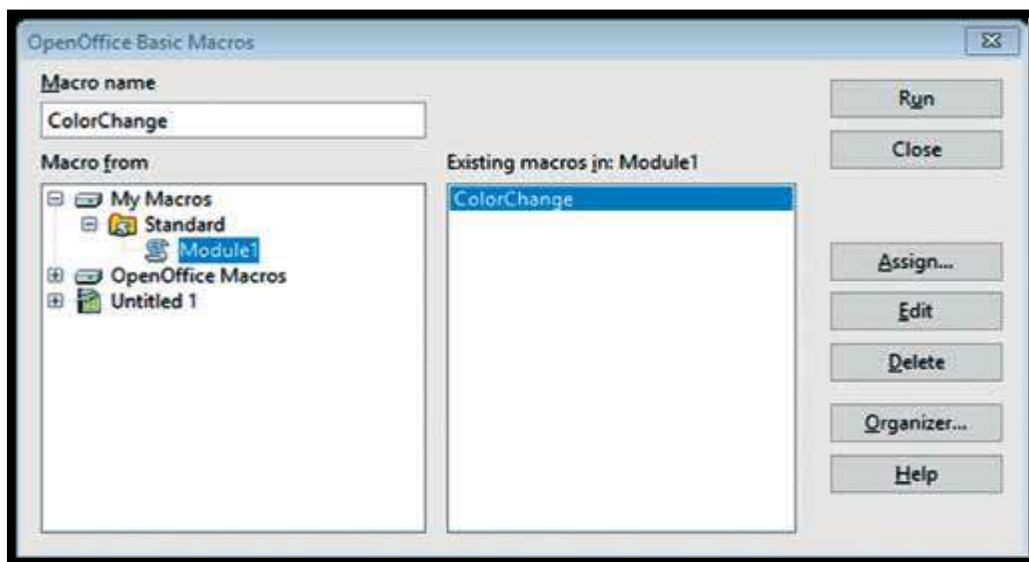 OpenOffice Basic Macros
Macro name
ColorChange
Macro from
My Macros
Standard
Module1
OpenOffice Macros
Untitled 1
Existing macros in: Module1
ColorChange
Run
Close
Assign...
Edit
Delete
Organizer...
Help